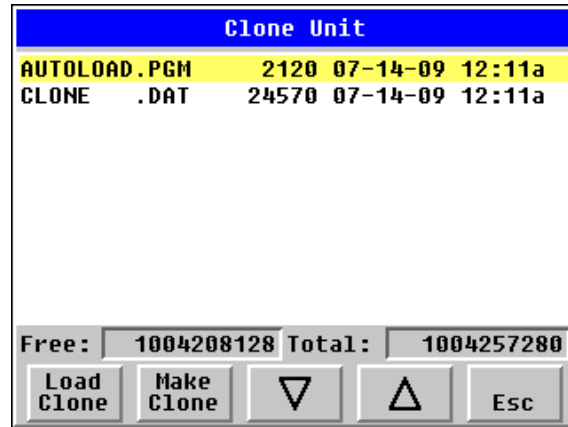 Clone Unit
AUTOLOAD.PGM 2120 07-14-09 12:11a
CLONE .DAT 24570 07-14-09 12:11a
Free: 1004208128 Total: 1004257280
Load Clone Make Clone Esc